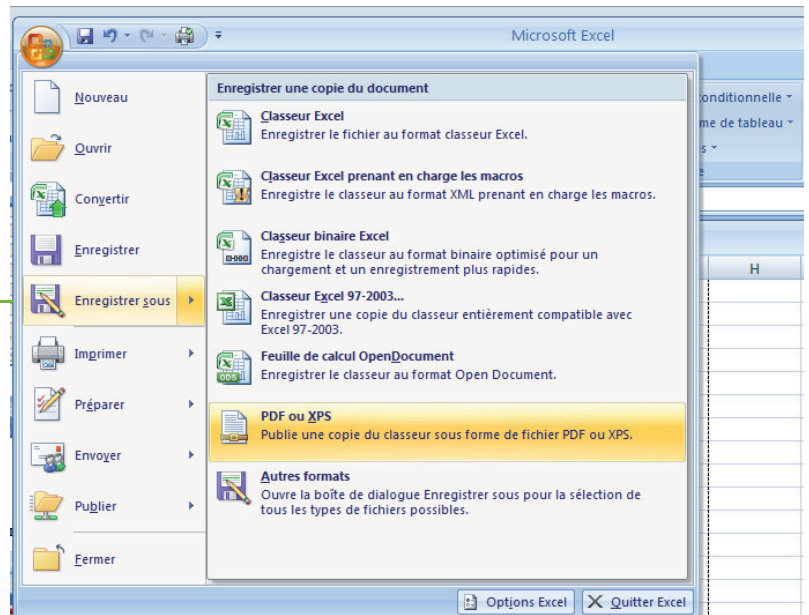 Microsoft Excel
Nouveau
Ouvrir
Convertir
Enregistrer
Enregistrer sous
Imprimer
Préparer
Envoyer
Publier
Fermer
Enregistrer une copie du document
Classeur Excel
Enregistrer le fichier au format classeur Excel.
Classeur Excel prenant en charge les macros
Enregistre le classeur au format XML prenant en charge les macros.
Classeur binaire Excel
Enregistre le classeur au format binaire optimisé pour un
chargement et un enregistrement plus rapides.
Classeur Excel 97-2003...
Enregistrer une copie du classeur entièrement compatible avec
Excel 97-2003.
Feuille de calcul OpenDocument
Enregistrer le classeur au format Open Document.
ODS
PDF ou XPS
Publie une copie du classeur sous forme de fichier PDF ou XPS.
Autres formats
Ouvre la boîte de dialogue Enregistrer sous pour la sélection de
tous les types de fichiers possibles.
onditionnelle
me de tableau
s
H
Options Excel
Quitter Excel